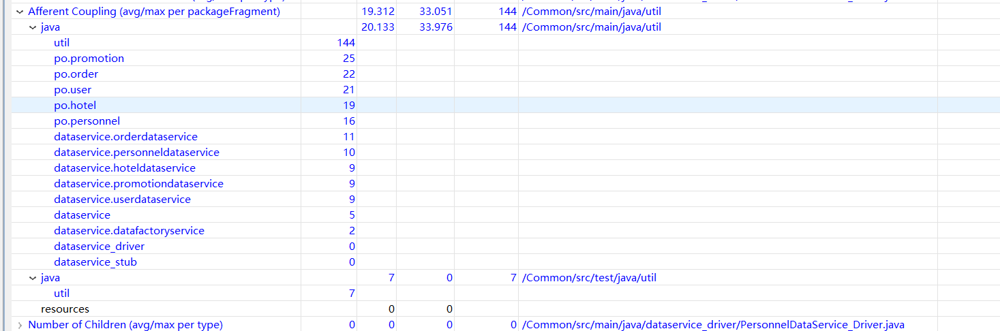 Afferent Coupling (avg/max per packageFragment) 19.312 33.051 144 /Common/src/main/java/util
java 20.133 33.976 144 /Common/src/main/java/util
util 144
po.promotion 25
po.order 22
po.user 21
po.hotel 19
po.personnel 16
dataservice.orderdataservice 11
dataservice.personneldataservice 10
dataservice.hoteldataservice 9
dataservice.promotiondataservice 9
dataservice.userdataservice 9
dataservice 5
dataservice.datafactoryservice 2
dataservice_driver 0
dataservice_stub 0
java 7 0 7 /Common/src/test/java/util
util 7
resources 0 0
Number of Children (avg/max per type) 0 0 0 0 /Common/src/main/java/dataservice_driver/PersonnelDataService_Driver.java